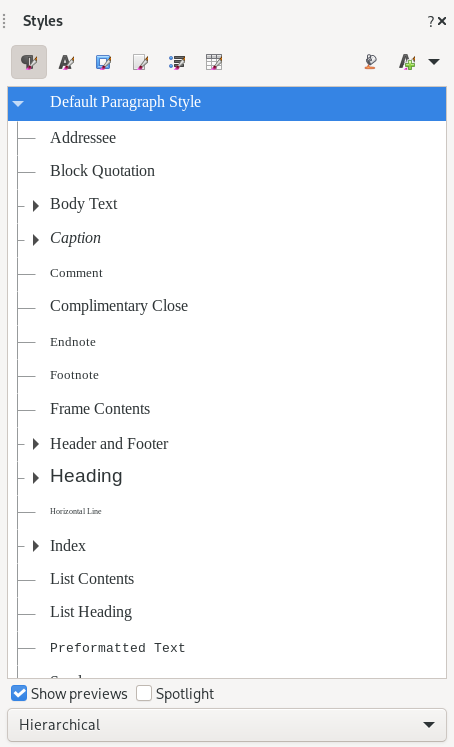 Styles
?
Default Paragraph Style
Addressee
Block Quotation
Body Text
Caption
Comment
Complimentary Close
Endnote
Footnote
Frame Contents
Header and Footer
Heading
Horizontal Line
Index
List Contents
List Heading
Preformatted Text
Show previews
Spotlight
Hierarchical